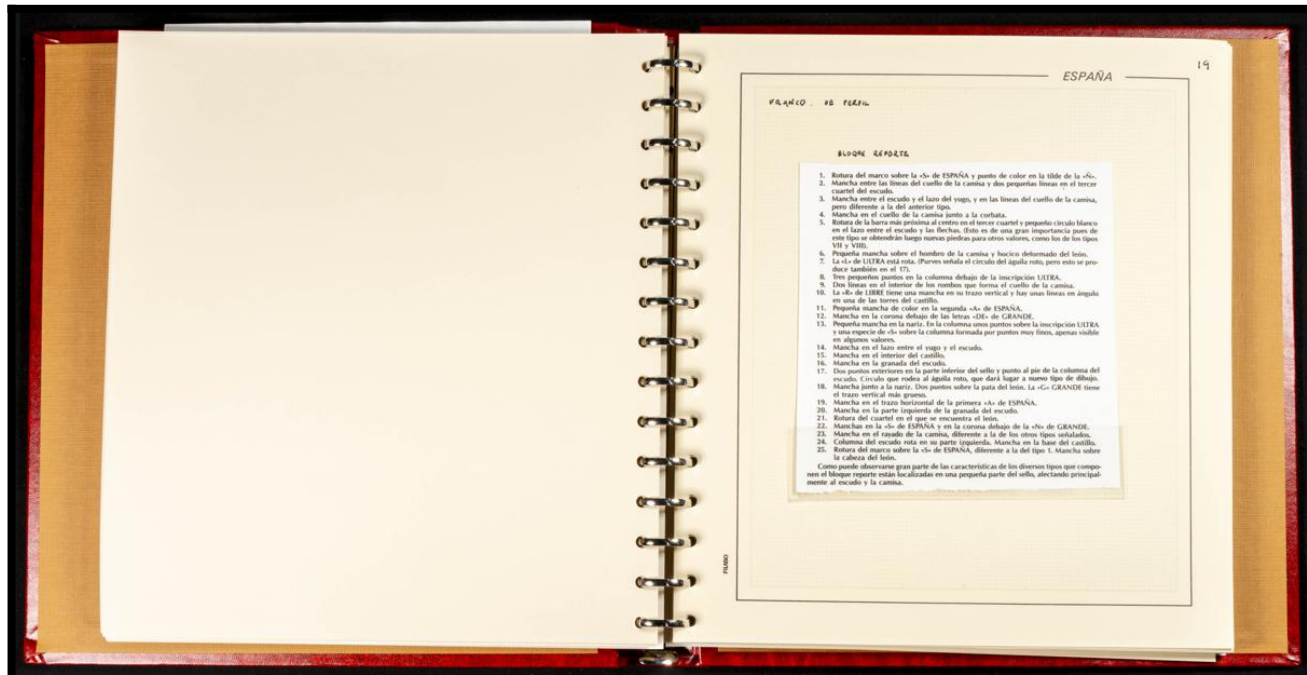 19
ESPAÑA
FRANCO. DE PERFIL
BLOQUE REPORTE
1. Rotura del marco sobre la «S» de ESPAÑA y punto de color en la tilde de la «Ñ».
2. Mancha entre las líneas del cuello de la camisa y dos pequeñas líneas en el tercer
cuartel del escudo.
3. Mancha entre el escudo y el lazo del yugo, y en las líneas del cuello de la camisa,
pero diferente a la del anterior tipo.
4. Mancha en el cuello de la camisa junto a la corbata.
5. Rotura de la barra más próxima al centro en el tercer cuartel y pequeño círculo blanco
en el lazo entre el escudo y las flechas. (Esto es de una gran importancia pues de
este tipo se obtendrán luego nuevas piedras para otros valores, como los de los tipos
VII y VIII).
6. Pequeña mancha sobre el hombro de la camisa y hocico deformado del león.
7. La «L» de ULTRA está rota. (Purves señala el círculo del águila roto, pero esto se pro-
duce también en el 17).
8. Tres pequeños puntos en la columna debajo de la inscripción ULTRA.
9. Dos líneas en el interior de los rombos que forma el cuello de la camisa.
10. La «R» de LIBRE tiene una mancha en su trazo vertical y hay unas líneas en ángulo
en una de las torres del castillo.
11. Pequeña mancha de color en la segunda «A» de ESPAÑA.
12. Mancha en la corona debajo de las letras «DE» de GRANDE.
13. Pequeña mancha en la nariz. En la columna unos puntos sobre la inscripción ULTRA
y una especie de «S» sobre la columna formada por puntos muy finos, apenas visible
en algunos valores.
14. Mancha en el lazo entre el yugo y el escudo.
15. Mancha en el interior del castillo.
16. Mancha en la granada del escudo.
17. Dos puntos exteriores en la parte inferior del sello y punto al pie de la columna del
escudo. Círculo que rodea al águila roto, que dará lugar a nuevo tipo de dibujo.
18. Mancha junto a la nariz. Dos puntos sobre la pata del león. La «G» GRANDE tiene
el trazo vertical más grueso.
19. Mancha en el trazo horizontal de la primera «A» de ESPAÑA.
20. Mancha en la parte izquierda de la granada del escudo.
21. Rotura del cuartel en el que se encuentra el león.
22. Manchas en la «S» de ESPAÑA y en la corona debajo de la «N» de GRANDE.
23. Mancha en el rayado de la camisa, diferente a la de los otros tipos señalados.
24. Columna del escudo rota en su parte izquierda. Mancha en la base del castillo.
25. Rotura del marco sobre la «S» de ESPAÑA, diferente a la del tipo 1. Mancha sobre
la cabeza del león.
Como puede observarse gran parte de las características de los diversos tipos que compo-
nen el bloque reporte están localizadas en una pequeña parte del sello, afectando principal-
mente al escudo y la camisa.
FILABO